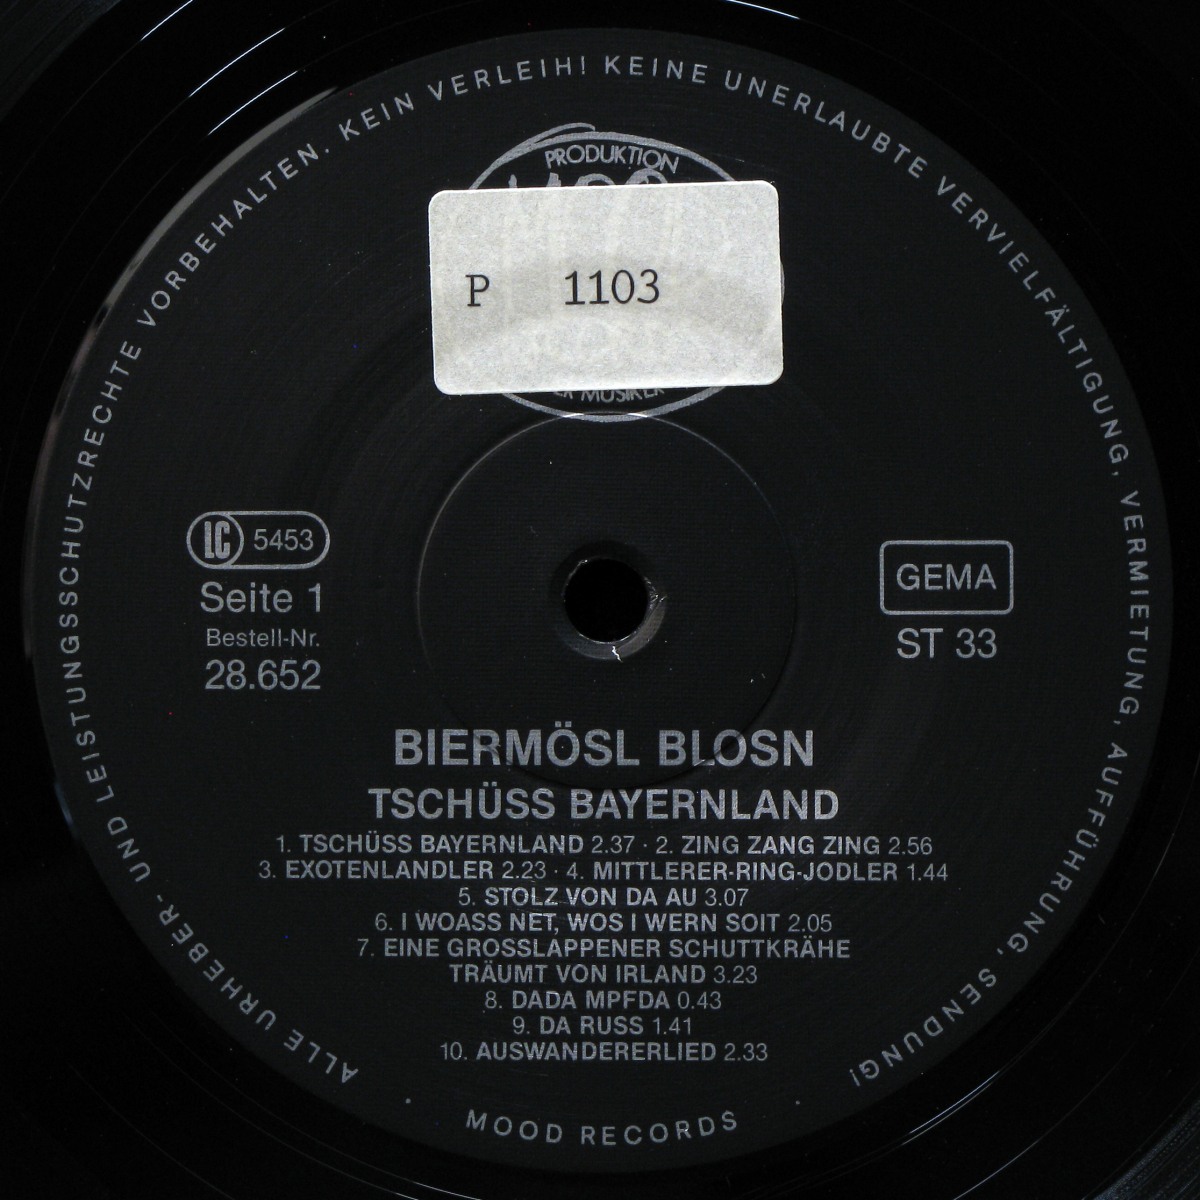 ALLE URHEBER- UND LEISTUNGSSCHUTZRECHTE VORBEHALTEN. KEIN VERLEIH! KEINE UNERLAUBTE VERVIELFÄLTIGUNG, VERMIETUNG, AUFFÜHRUNG, SENDUNG!
PRODUKTION
P 1103
MUSIKER
LC 5453
Seite 1
Bestell-Nr.
28.652
GEMA
ST 33
BIERMÖSL BLOSN
TSCHÜSS BAYERNLAND
1. TSCHÜSS BAYERNLAND 2.37 · 2. ZING ZANG ZING 2.56
3. EXOTENLANDLER 2.23 · 4. MITTLERER-RING-JODLER 1.44
5. STOLZ VON DA AU 3.07
6. I WOASS NET, WOS I WERN SOIT 2.05
7. EINE GROSSLAPPENER SCHUTTKRÄHE
TRÄUMT VON IRLAND 3.23
8. DADA MPFDA 0.43
9. DA RUSS 1.41
10. AUSWANDERERLIED 2.33
· MOOD RECORDS ·